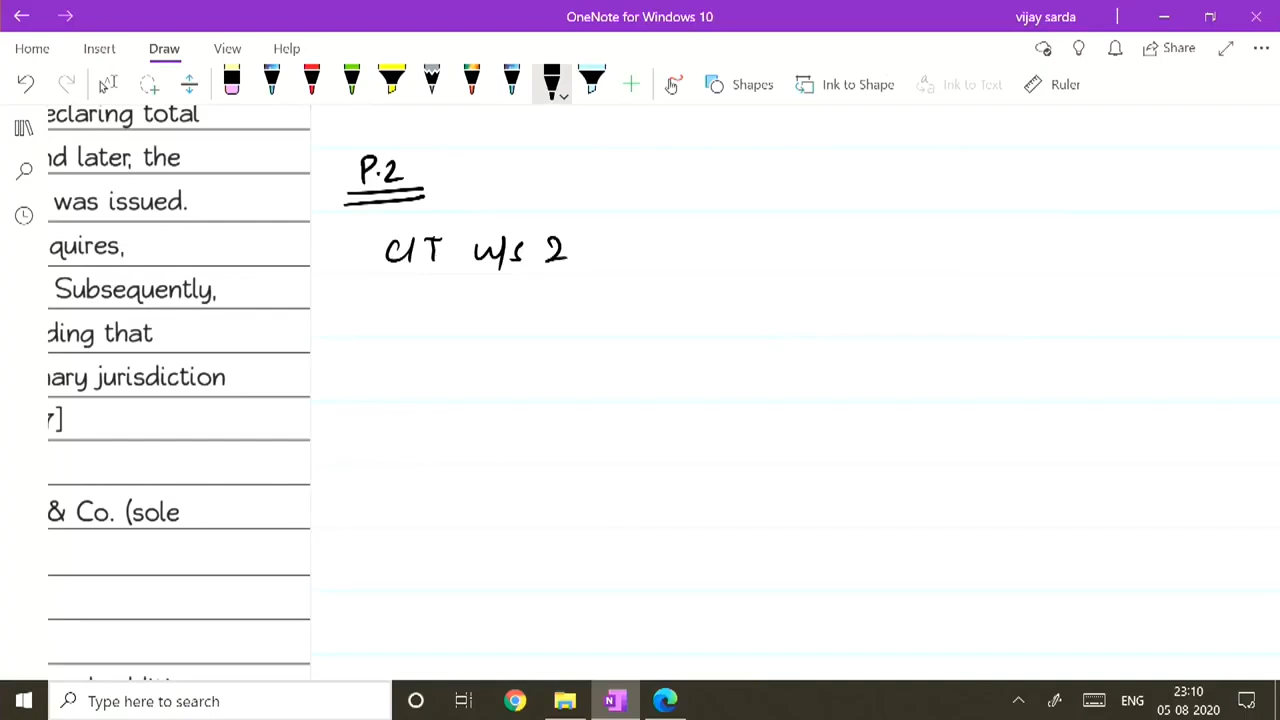 OneNote for Windows 10
vijay sarda
Home Insert Draw View Help
Share
Shapes
Ink to Shape
Ink to Text
Ruler
eclaring total
nd later, the
was issued.
quires,
Subsequently,
ding that
nary jurisdiction
7]
& Co. (sole
P.2
CIT u/s 2
Type here to search
ENG
23:10
05-08-2020